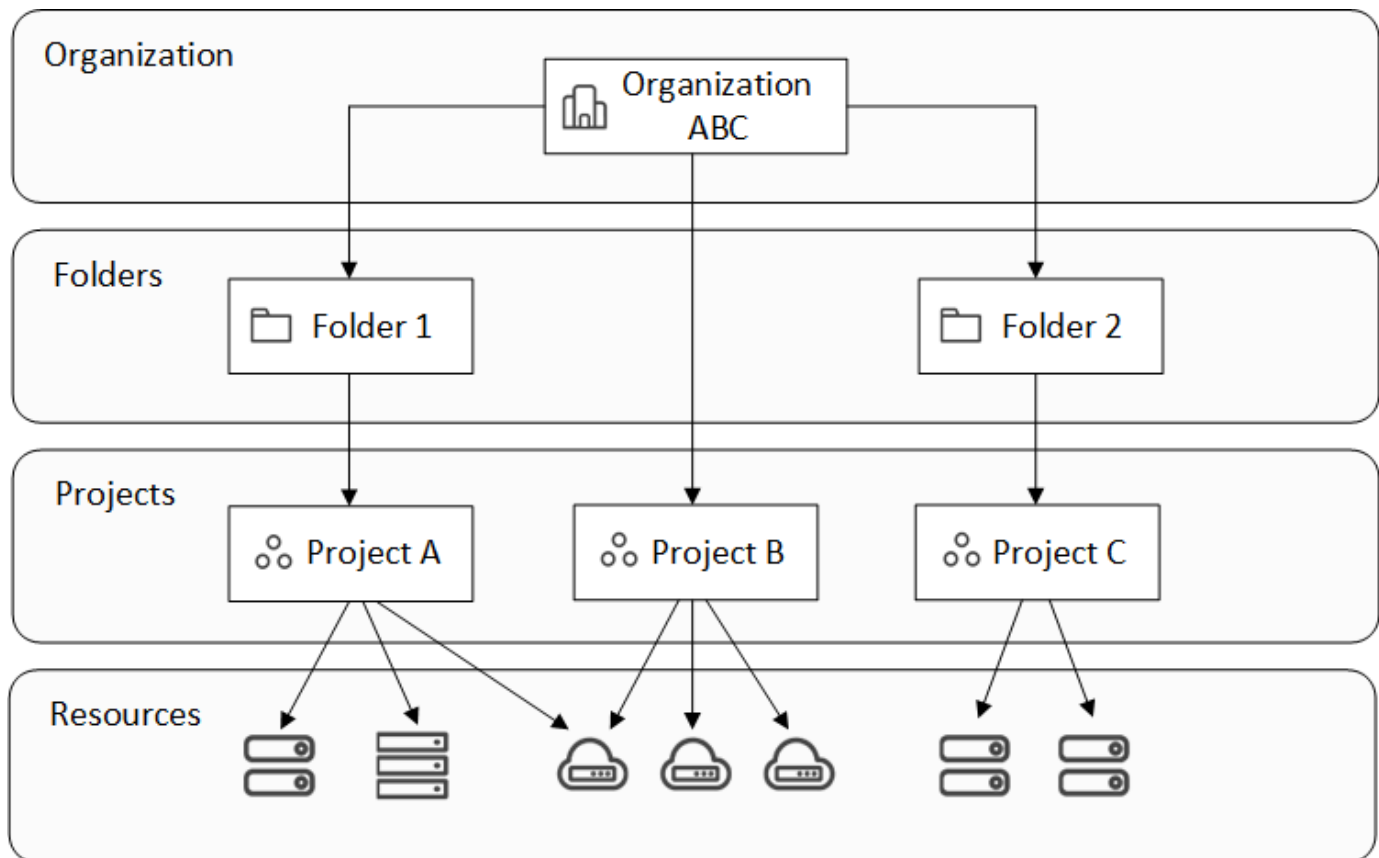 Organization
Organization
ABC
Folders
Folder 1
Folder 2
Projects
Project A
Project B
Project C
Resources